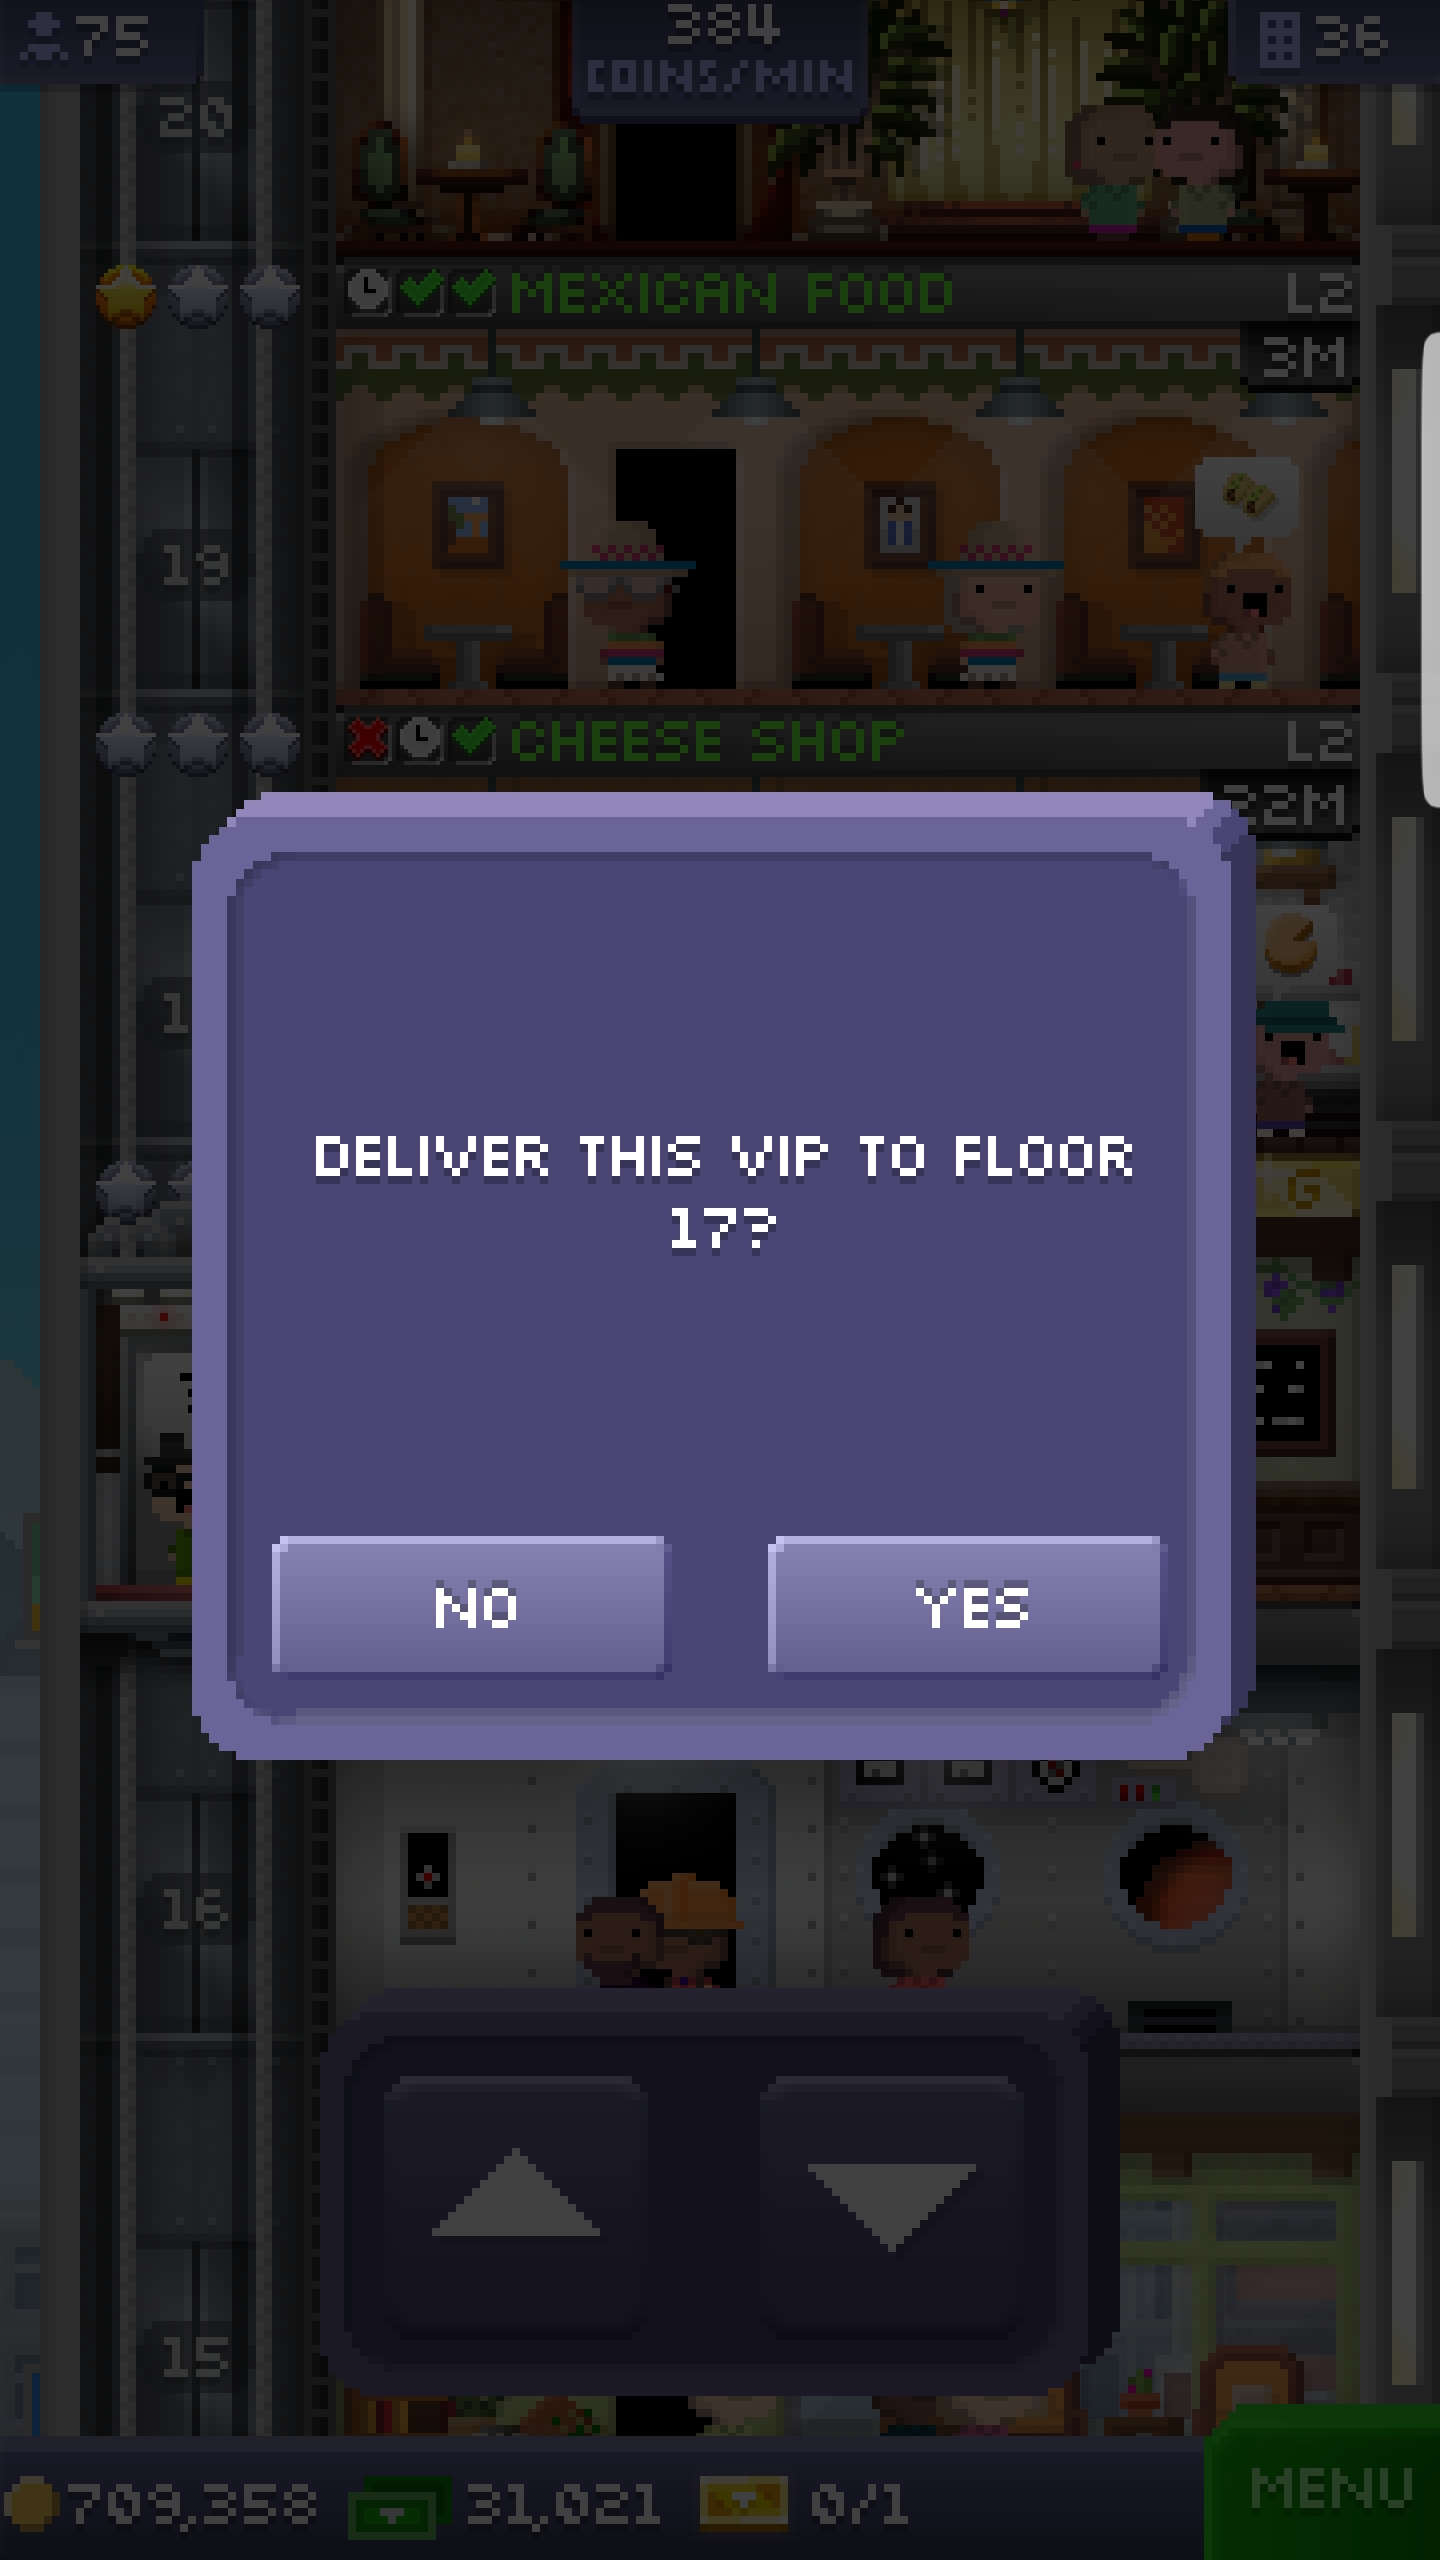 75
384
COINS/MIN
36
20
MEXICAN FOOD
L2
3M
19
CHEESE SHOP
L2
22M
G
DELIVER THIS VIP TO FLOOR
17?
NO
YES
16
15
709,358
31,021
0/1
MENU